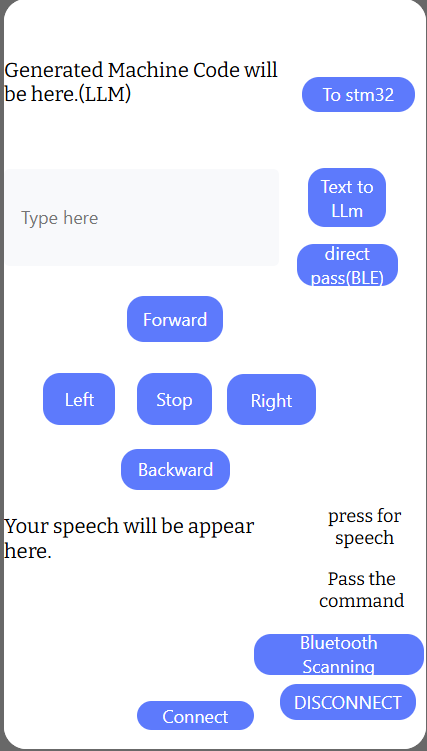 Generated Machine Code will
be here.(LLM)
To stm32
Type here
Text to
LLm
direct
pass(BLE)
Forward
Left
Stop
Right
Backward
Your speech will be appear
here.
press for
speech
Pass the
command
Bluetooth
Scanning
DISCONNECT
Connect